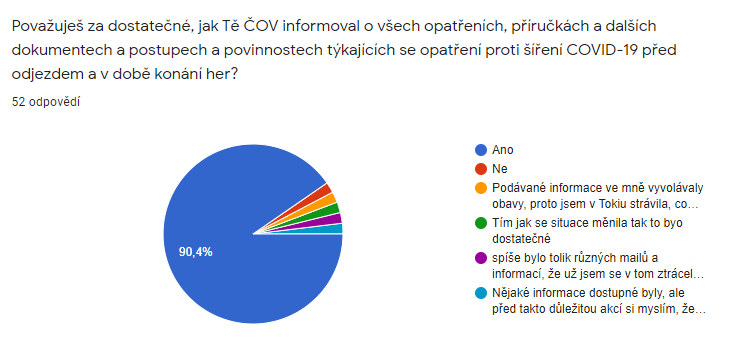 Považuješ za dostatečné, jak Tě ČOV informoval o všech opatřeních, příručkách a dalších
dokumentech a postupech a povinnostech týkajících se opatření proti šíření COVID-19 před
odjezdem a v době konání her?
52 odpovědí
90,4%
Ano
Ne
Podávané informace ve mně vyvolávaly
obavy, proto jsem v Tokiu strávila, co…
Tím jak se situace měnila tak to byo
dostatečné
spíše bylo tolik různých mailů a
informací, že už jsem se v tom ztrácel…
Nějaké informace dostupné byly, ale
před takto důležitou akcí si myslím, že…